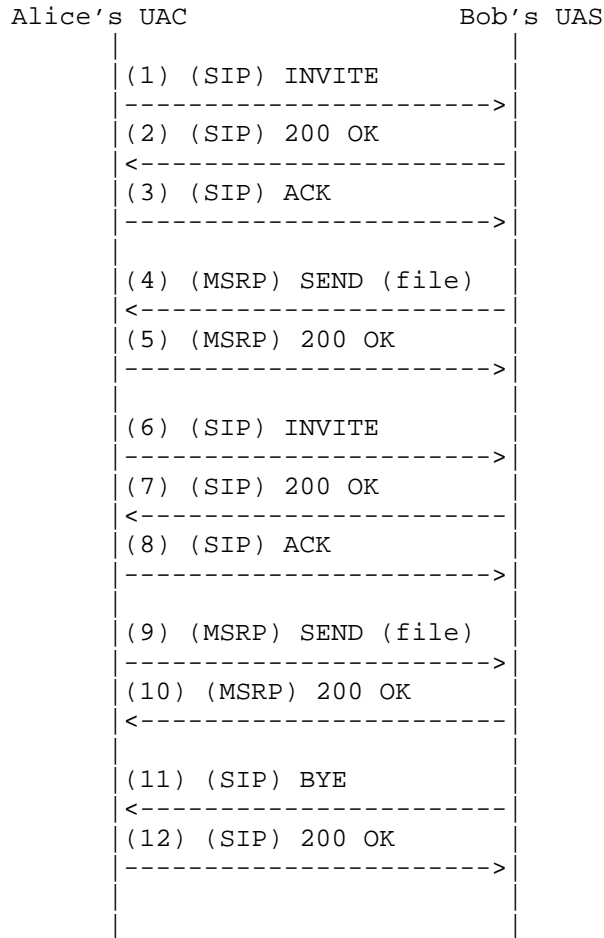 Alice's UAC Bob's UAS
(1) (SIP) INVITE
(2) (SIP) 200 OK
(3) (SIP) ACK
(4) (MSRP) SEND (file)
(5) (MSRP) 200 OK
(6) (SIP) INVITE
(7) (SIP) 200 OK
(8) (SIP) ACK
(9) (MSRP) SEND (file)
(10) (MSRP) 200 OK
(11) (SIP) BYE
(12) (SIP) 200 OK